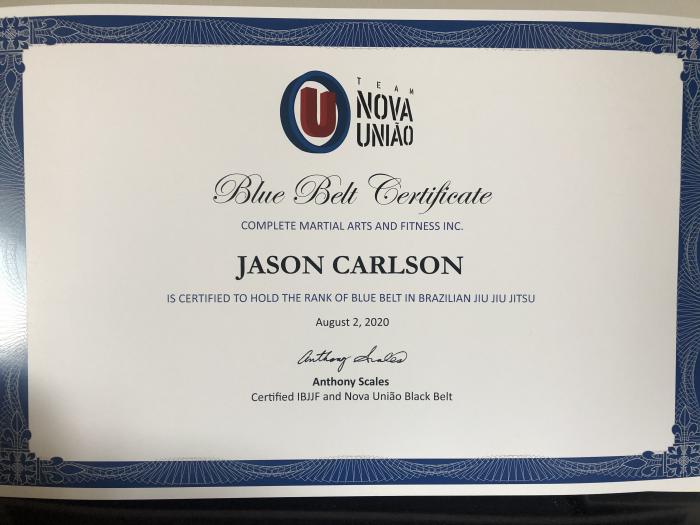 TEAM
NOVA
UNIÃO
U
Blue Belt Certificate
COMPLETE MARTIAL ARTS AND FITNESS INC.
JASON CARLSON
IS CERTIFIED TO HOLD THE RANK OF BLUE BELT IN BRAZILIAN JIU JIU JITSU
August 2, 2020
Anthony Scales
Anthony Scales
Certified IBJJF and Nova União Black Belt